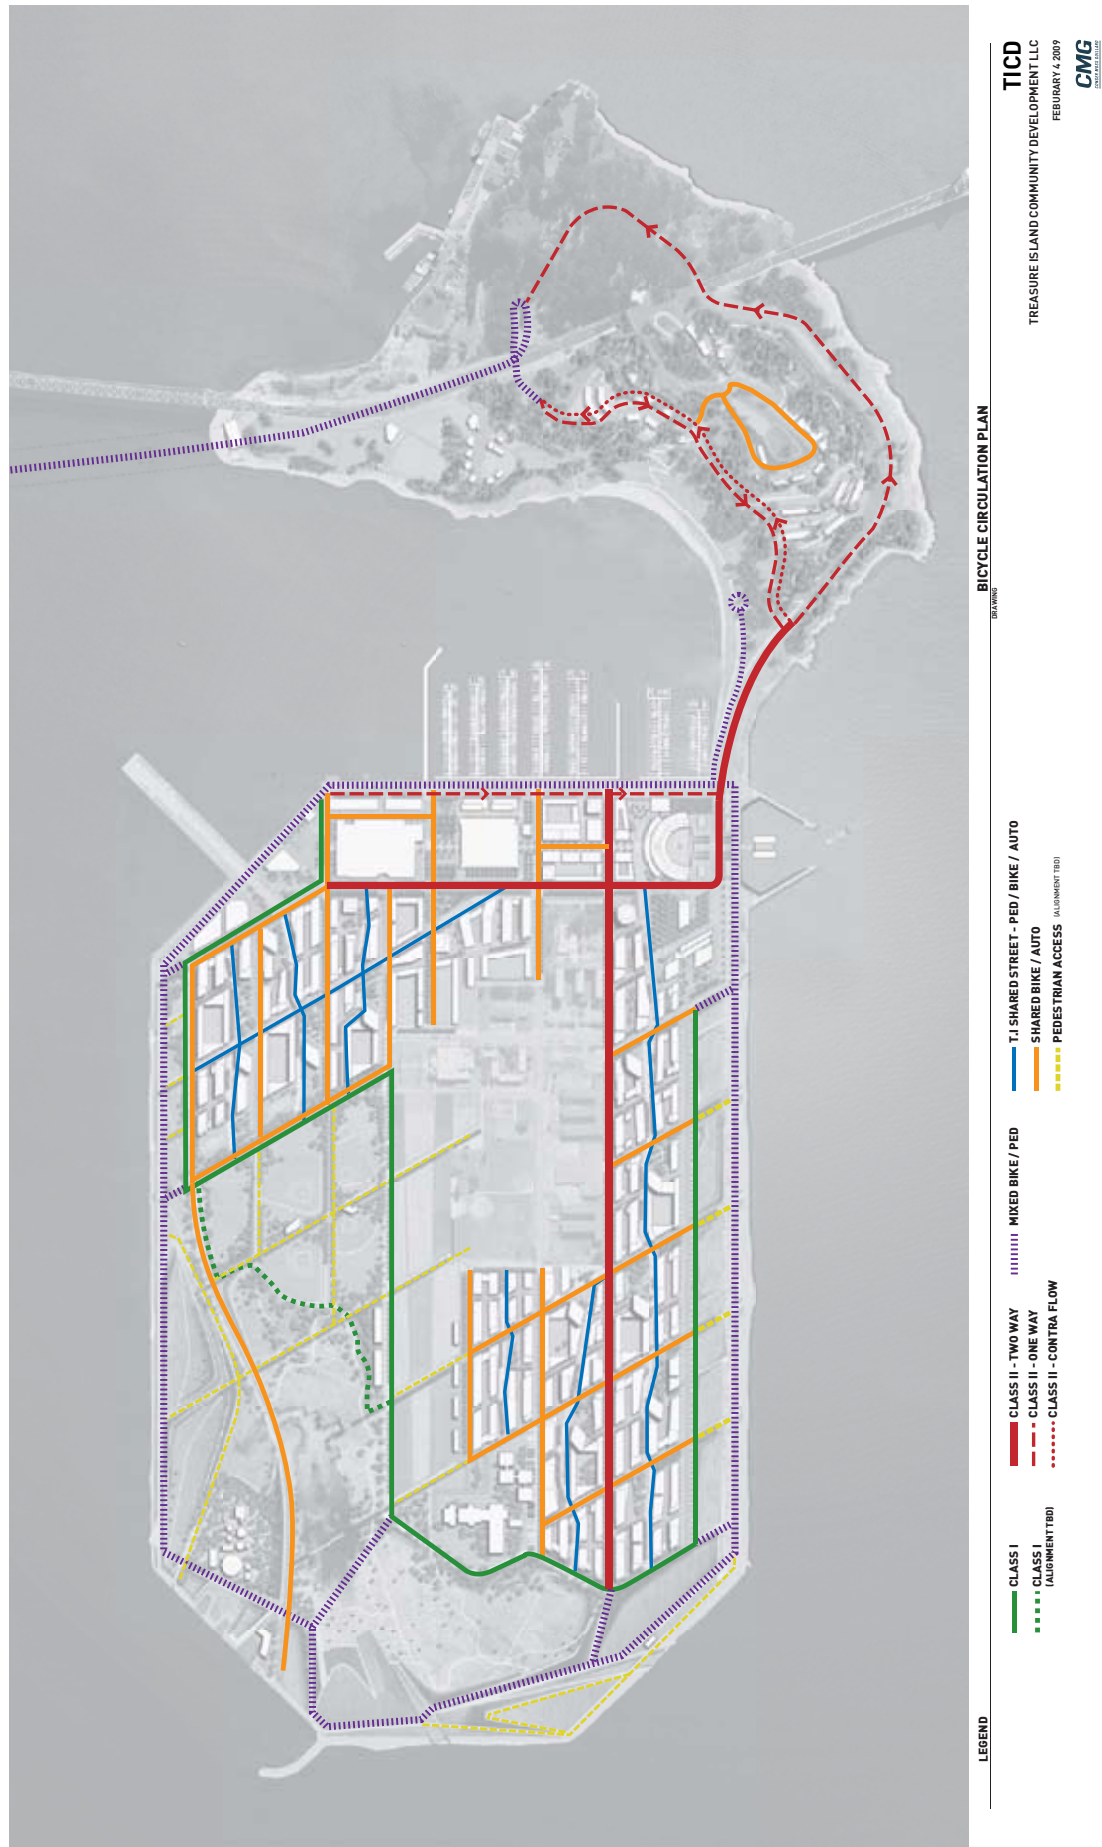 TICD
TREASURE ISLAND COMMUNITY DEVELOPMENT LLC
FEBURARY 4 2009
CMG
BICYCLE CIRCULATION PLAN
DRAWING
LEGEND
CLASS I
CLASS I
(ALIGNMENT TBD)
CLASS II - TWO WAY
CLASS II - ONE WAY
CLASS II - CONTRA FLOW
MIXED BIKE / PED
T.I SHARED STREET - PED / BIKE / AUTO
SHARED BIKE / AUTO
PEDESTRIAN ACCESS (ALIGNMENT TBD)